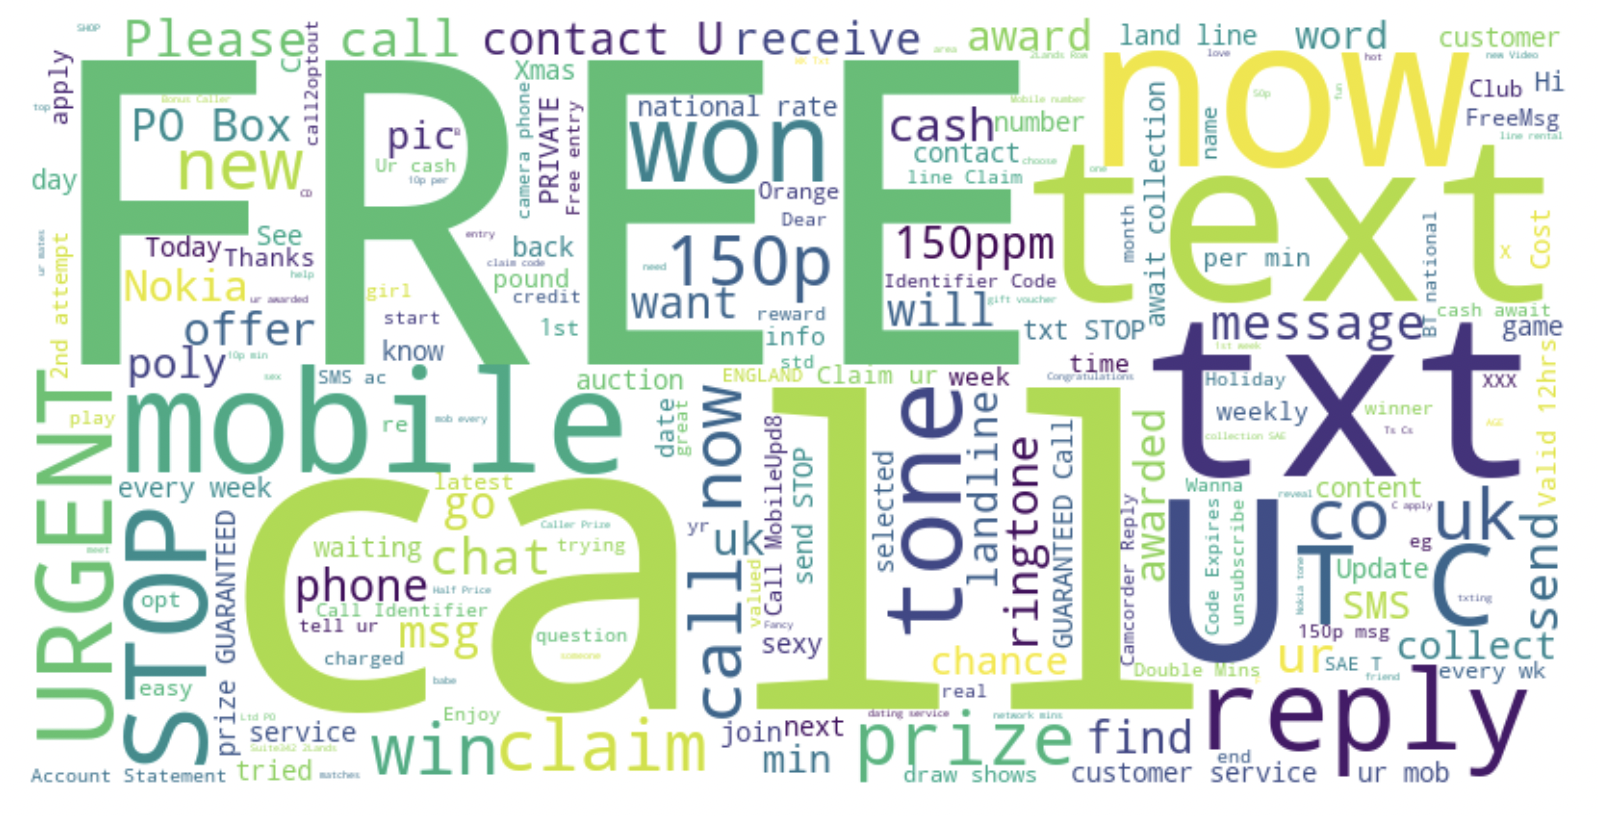 SHOP
Please call contact U receive award land line word customer
area
2Lands Row
new Video
love
hot
apply
cs
Xmas
UK Txt
FREE
now
top
Bonus Caller
call2optout
PO Box
pic
Ur cash
10p per
new
day
camera phone
PRIVATE
Free entry
national rate
won
Orange
Dear
cash
number
Mobile number
contact
choose
line Claim
one
await collection
name
50p
fun
Club
Hi
FreeMsg
line rental
text
ur mates
2nd attempt
Today
Thanks
See
help
Nokia
ur awarded
offer
poly
10p min
entry
claim code
back
pound
credit
girl
start
know
1st
need
150p
want
reward
info
std
150ppm
Identifier Code
will
gift voucher
month
per min
x
Cost
BT national
cash await
txt STOP
message
game
1st week
time
txt
sex
SMS ac
auction
ENGLAND
Claim ur
week
Congratulations
Holiday
xxx
weekly
winner
Ts Cs
collection SAE
AGE
Valid 12hrs
URGENT
play
mobile
re
mob every
date
great
call now
MobileUpd8
Call
send STOP
selected
tone
landline
ringtone
GUARANTEED Call
awarded
every week
latest
go
call
Caller Prize
yr
uk
Wanna
reveal
content
C apply
co
uk
eg
send
meet
STOP
opt
prize GUARANTEED
waiting
chat
trying
phone
Half Price
Call Identifier
tell ur
msg
question
someone
charged
babe
valued
Fancy
sexy
Camcorder Reply
U
Code Expires
unsubscribe
Nokia tone
T
Update
SMS
C
txting
150p msg
collect
chance
Double Mins
ur
SAE T
friend
every wk
easy
real
reply
Ltd PO
Enjoy
service
Suite342 2Lands
win
claim
join
next
dating service
network mins
prize
find
end
min
Account Statement
tried
matches
draw shows
customer service
ur mob